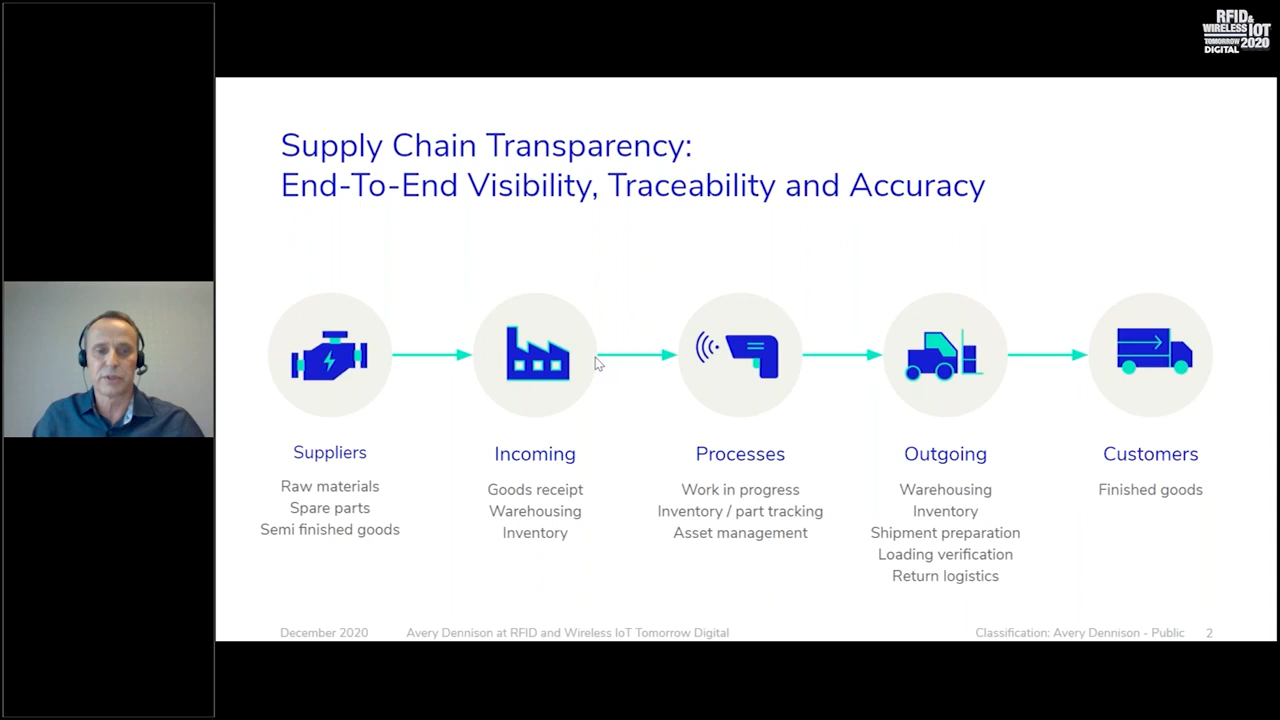 RFID&
WIRELESS IOT
TOMORROW 2020
DIGITAL
Supply Chain Transparency:
End-To-End Visibility, Traceability and Accuracy
Suppliers
Raw materials
Spare parts
Semi finished goods
Incoming
Goods receipt
Warehousing
Inventory
Processes
Work in progress
Inventory / part tracking
Asset management
Outgoing
Warehousing
Inventory
Shipment preparation
Loading verification
Return logistics
Customers
Finished goods
December 2020
Avery Dennison at RFID and Wireless IoT Tomorrow Digital
Classification: Avery Dennison - Public
2